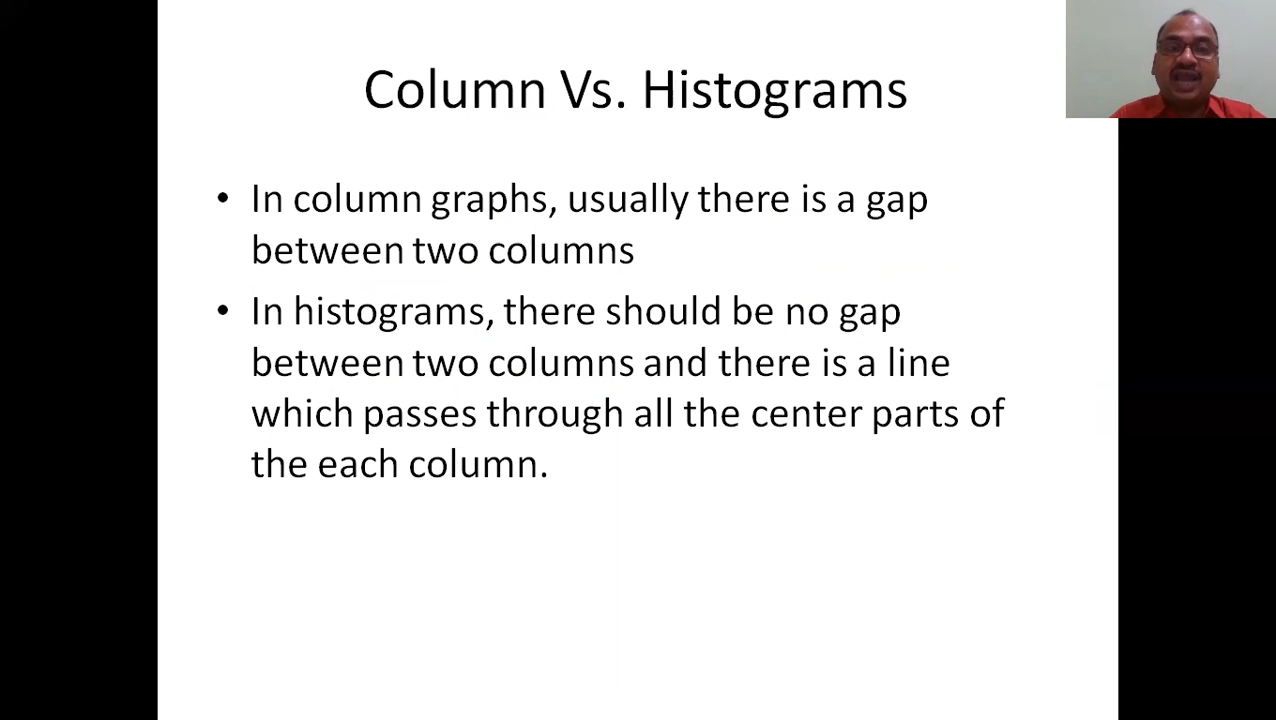 Column Vs. Histograms
• In column graphs, usually there is a gap
between two columns
• In histograms, there should be no gap
between two columns and there is a line
which passes through all the center parts of
the each column.